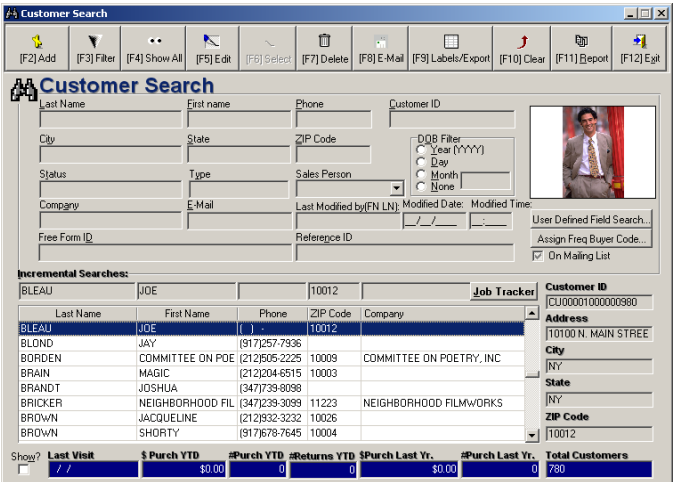 Customer Search
[F2] Add [F3] Filter [F4] Show All [F5] Edit [F6] Select [F7] Delete [F8] E-Mail [F9] Labels/Export [F10] Clear [F11] Report [F12] Exit
Customer Search
Last Name First name Phone Customer ID
City State ZIP Code DOB Filter
Year (YYYY)
Day
Month
None
Status Type Sales Person
Company E-Mail Last Modified by(FN LN): Modified Date: Modified Time:
__/__/____ __:__
User Defined Field Search...
Free Form ID Reference ID
Assign Freq Buyer Code...
On Mailing List
Incremental Searches:
BLEAU JOE 10012 Job Tracker
Last Name First Name Phone ZIP Code Company
BLEAU JOE ( ) - 10012
BLOND JAY (917)257-7936
BORDEN COMMITTEE ON POE (212)505-2225 10009 COMMITTEE ON POETRY, INC
BRAIN MAGIC (212)204-6515 10003
BRANDT JOSHUA (347)739-8098
BRICKER NEIGHBORHOOD FIL (347)239-3099 11223 NEIGHBORHOOD FILMWORKS
BROWN JACQUELINE (212)932-3232 10026
BROWN SHORTY (917)678-7645 10004
Customer ID
CU00001000000980
Address
10100 N. MAIN STREE
City
NY
State
NY
ZIP Code
10012
Show? Last Visit $ Purch YTD #Purch YTD #Returns YTD $Purch Last Yr. #Purch Last Yr. Total Customers
/ / $0.00 0 0 $0.00 0 780